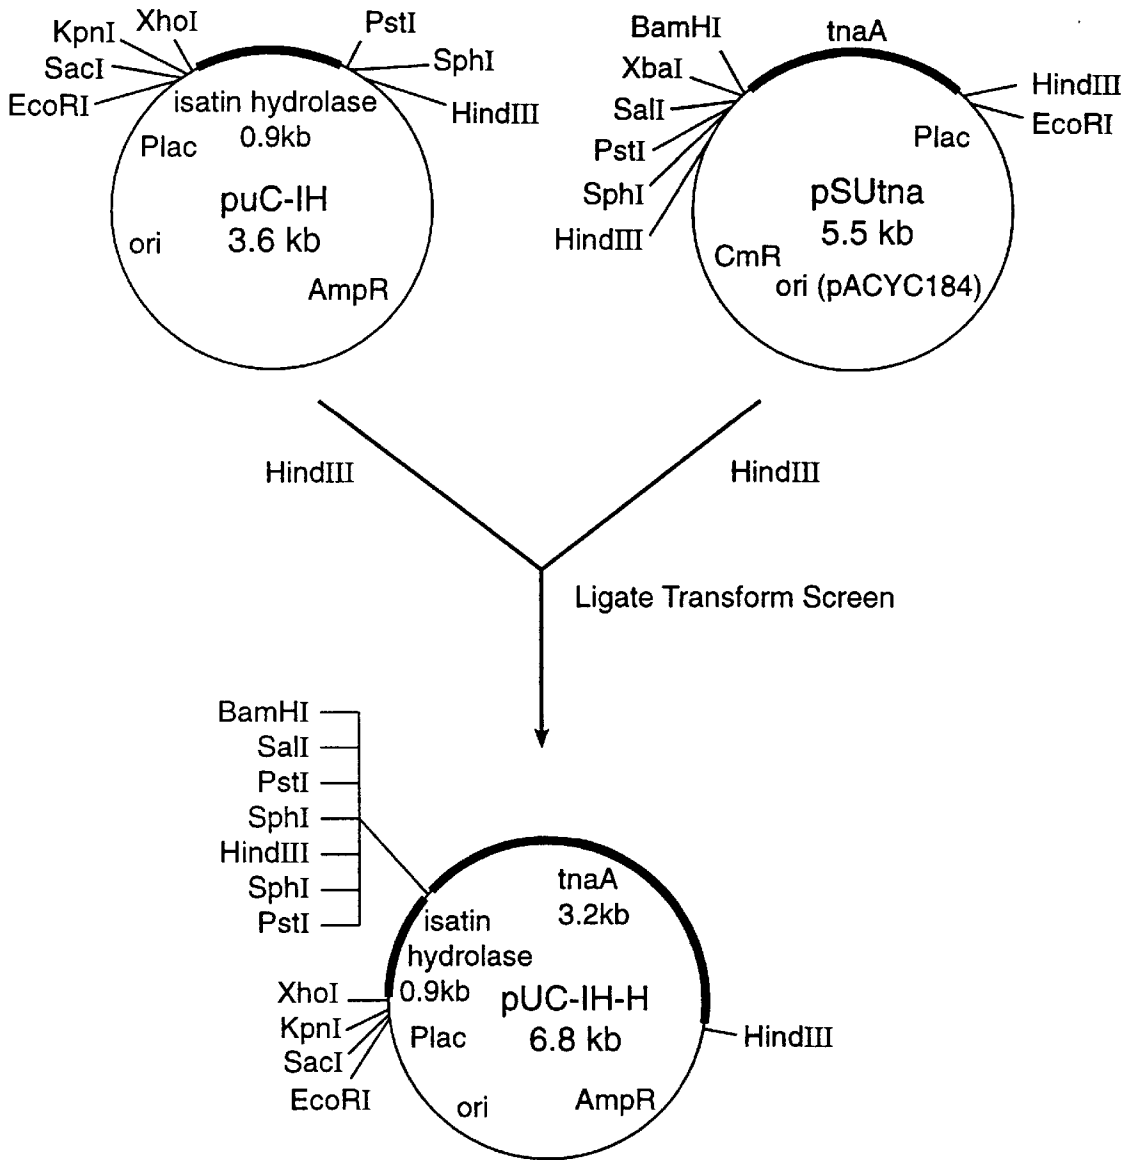 XhoI
KpnI
SacI
EcoRI
PstI
SphI
HindIII
isatin hydrolase
0.9kb
Plac
puC-IH
3.6 kb
ori
AmpR
BamHI
tnaA
XbaI
SalI
PstI
SphI
HindIII
HindIII
EcoRI
Plac
pSUtna
5.5 kb
CmR
ori (pACYC184)
HindIII
HindIII
Ligate Transform Screen
BamHI
SalI
PstI
SphI
HindIII
SphI
PstI
tnaA
3.2kb
isatin
hydrolase
0.9kb
XhoI
KpnI
SacI
EcoRI
Plac
pUC-IH-H
6.8 kb
HindIII
ori
AmpR